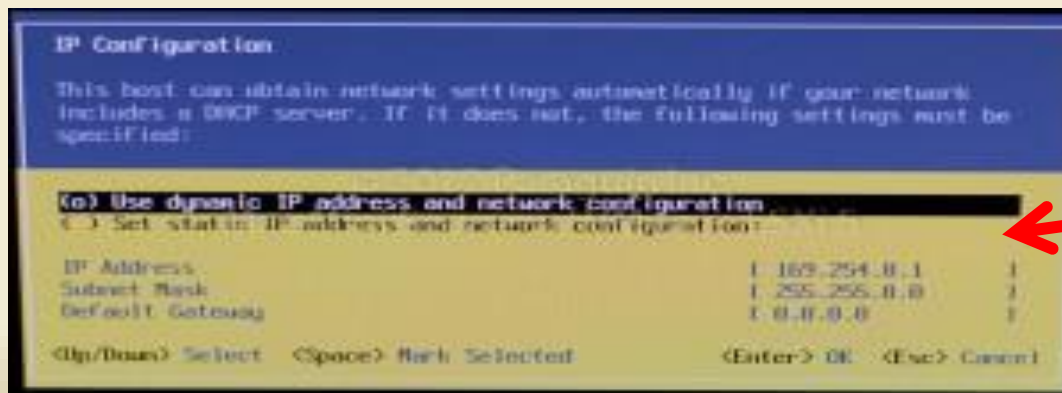 IP Configuration
This host can obtain network settings automatically if your network
includes a DHCP server. If it does not, the following settings must be
specified:
(o) Use dynamic IP address and network configuration
( ) Set static IP address and network configuration:
IP Address [ 169.254.0.1 ]
Subnet Mask [ 255.255.0.0 ]
Default Gateway [ 0.0.0.0 ]
<Up/Down> Select <Space> Mark Selected <Enter> OK <Esc> Cancel